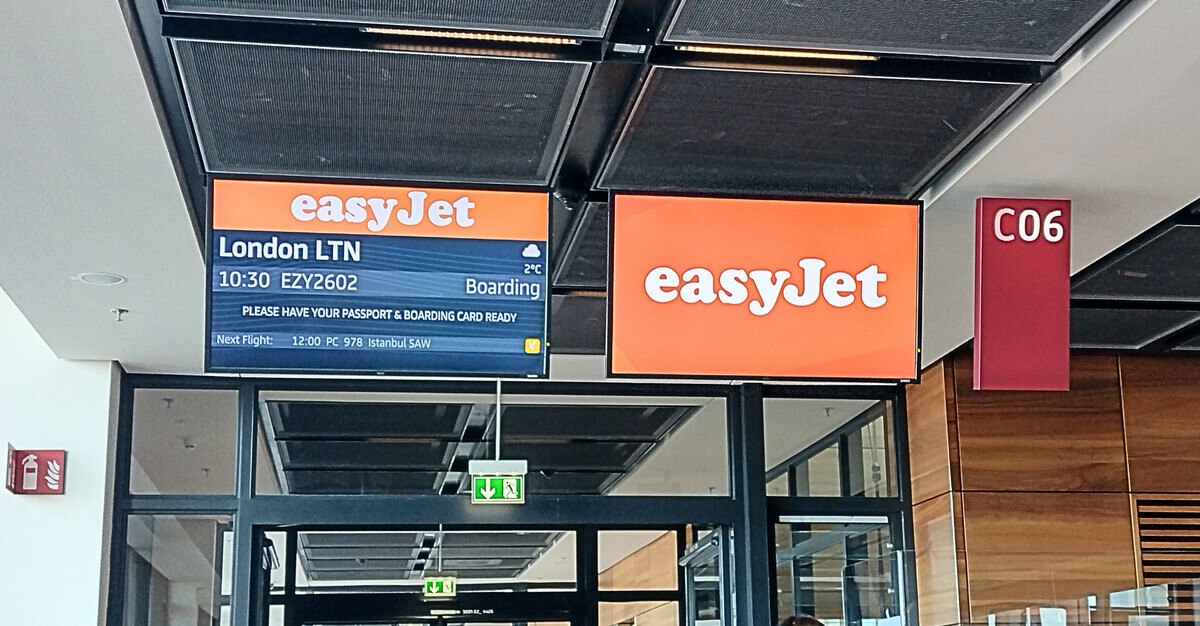 easyJet
London LTN
2°C
10:30 EZY2602
Boarding
PLEASE HAVE YOUR PASSPORT & BOARDING CARD READY
Next Flight: 12:00 PC 978 Istanbul SAW
easyJet
C06